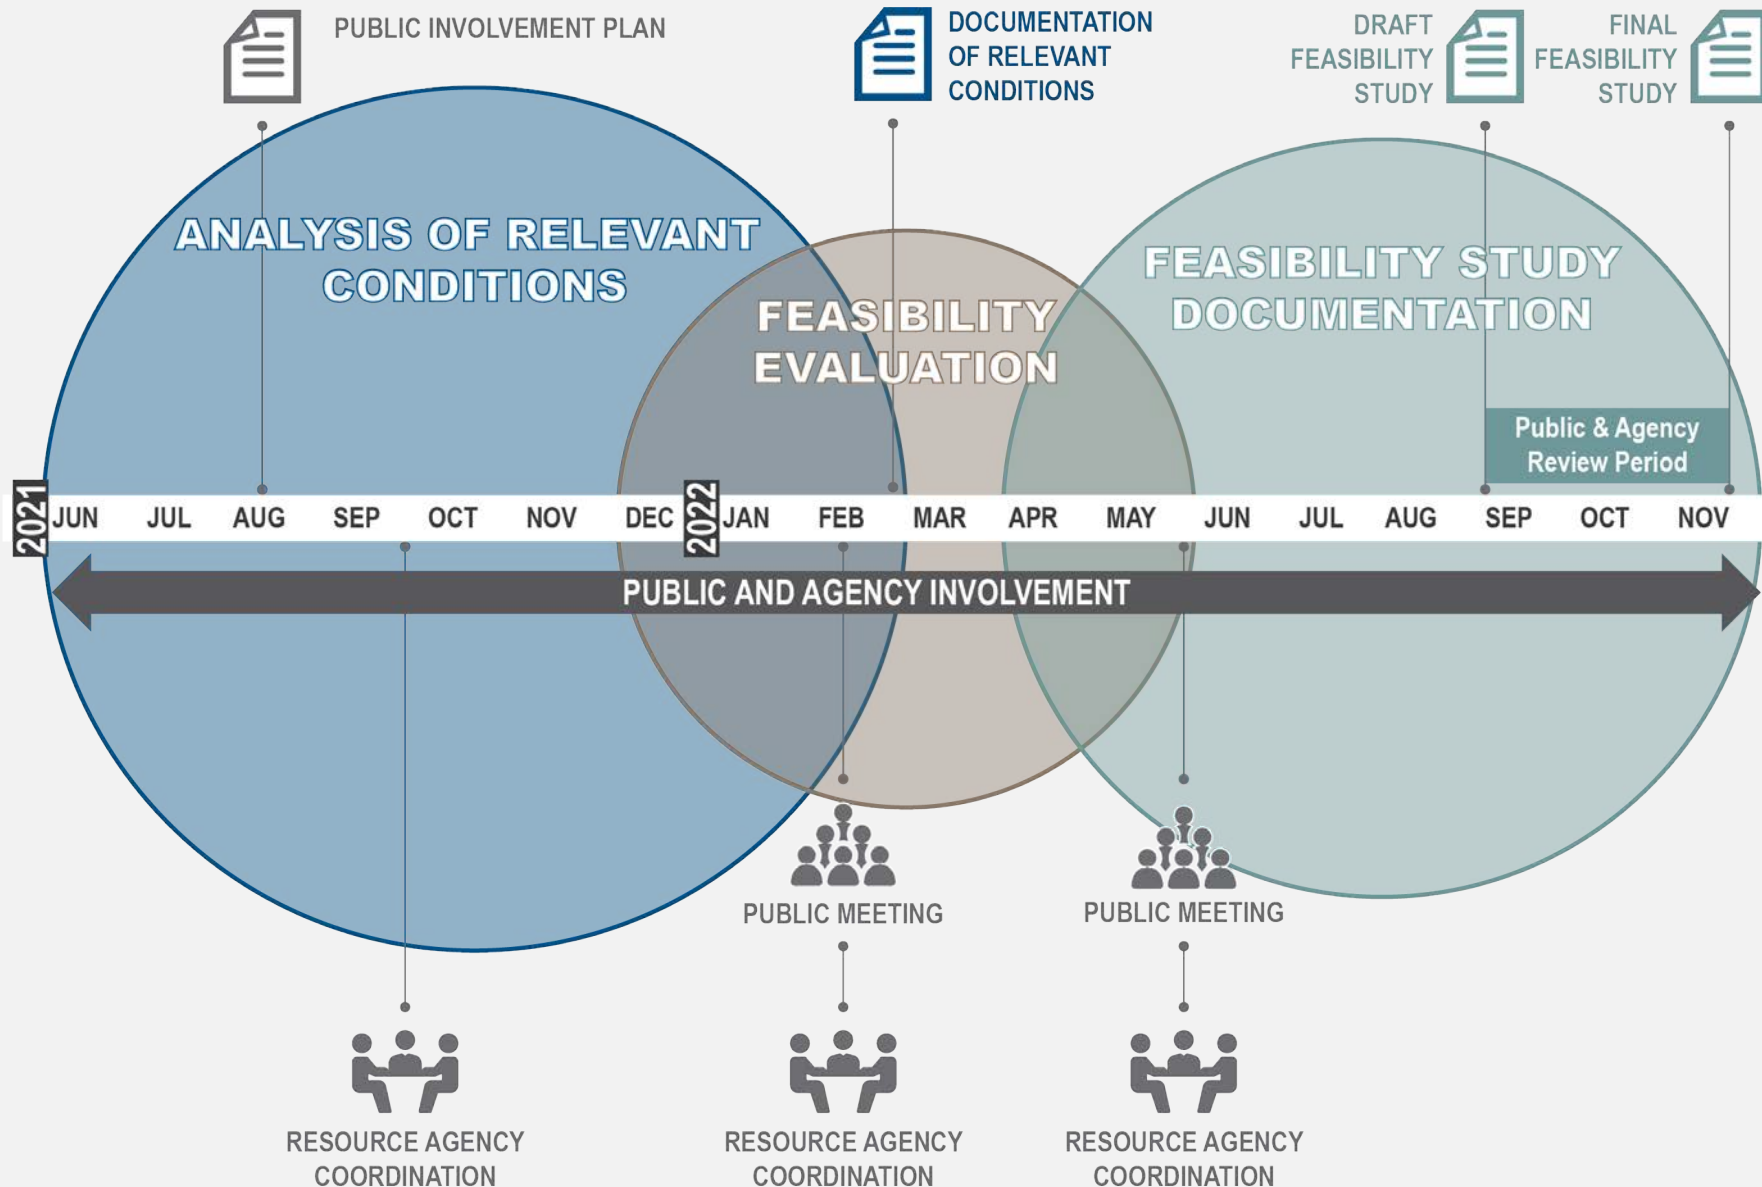 PUBLIC INVOLVEMENT PLAN
DOCUMENTATION
OF RELEVANT
CONDITIONS
DRAFT
FEASIBILITY
STUDY
FINAL
FEASIBILITY
STUDY
ANALYSIS OF RELEVANT
CONDITIONS
FEASIBILITY
EVALUATION
FEASIBILITY STUDY
DOCUMENTATION
Public & Agency
Review Period
2021 JUN JUL AUG SEP OCT NOV DEC 2022 JAN FEB MAR APR MAY JUN JUL AUG SEP OCT NOV
PUBLIC AND AGENCY INVOLVEMENT
PUBLIC MEETING
PUBLIC MEETING
RESOURCE AGENCY
COORDINATION
RESOURCE AGENCY
COORDINATION
RESOURCE AGENCY
COORDINATION